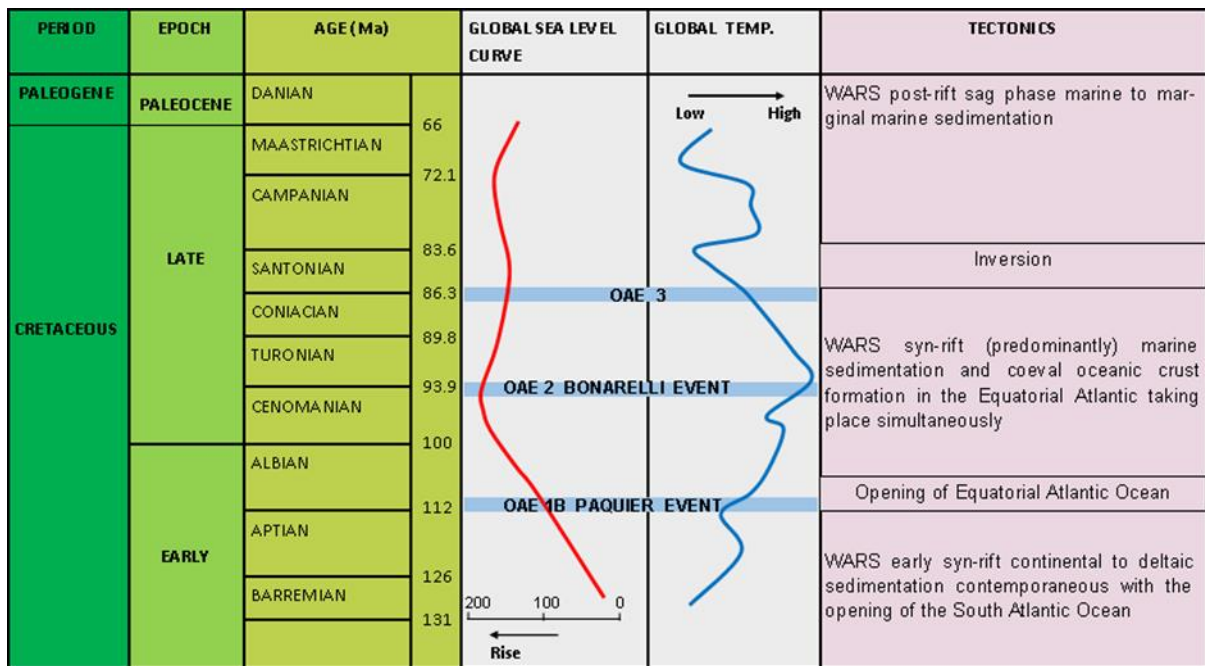 PERIOD
EPOCH
AGE (Ma)
GLOBAL SEA LEVEL
CURVE
GLOBAL TEMP.
TECTONICS
PALEOGENE
CRETACEOUS
PALEOCENE
LATE
EARLY
DANIAN
MAASTRICHTIAN
CAMPANIAN
SANTONIAN
CONIACIAN
TURONIAN
CENOMANIAN
ALBIAN
APTIAN
BARREMIAN
66
72.1
83.6
86.3
89.8
93.9
100
112
126
131
Low High
OAE 3
OAE 2 BONARELLI EVENT
OAE 1B PAQUIER EVENT
200 100 0
Rise
WARS post-rift sag phase marine to mar-
ginal marine sedimentation
Inversion
WARS syn-rift (predominantly) marine
sedimentation and coeval oceanic crust
formation in the Equatorial Atlantic taking
place simultaneously
Opening of Equatorial Atlantic Ocean
WARS early syn-rift continental to deltaic
sedimentation contemporaneous with the
opening of the South Atlantic Ocean